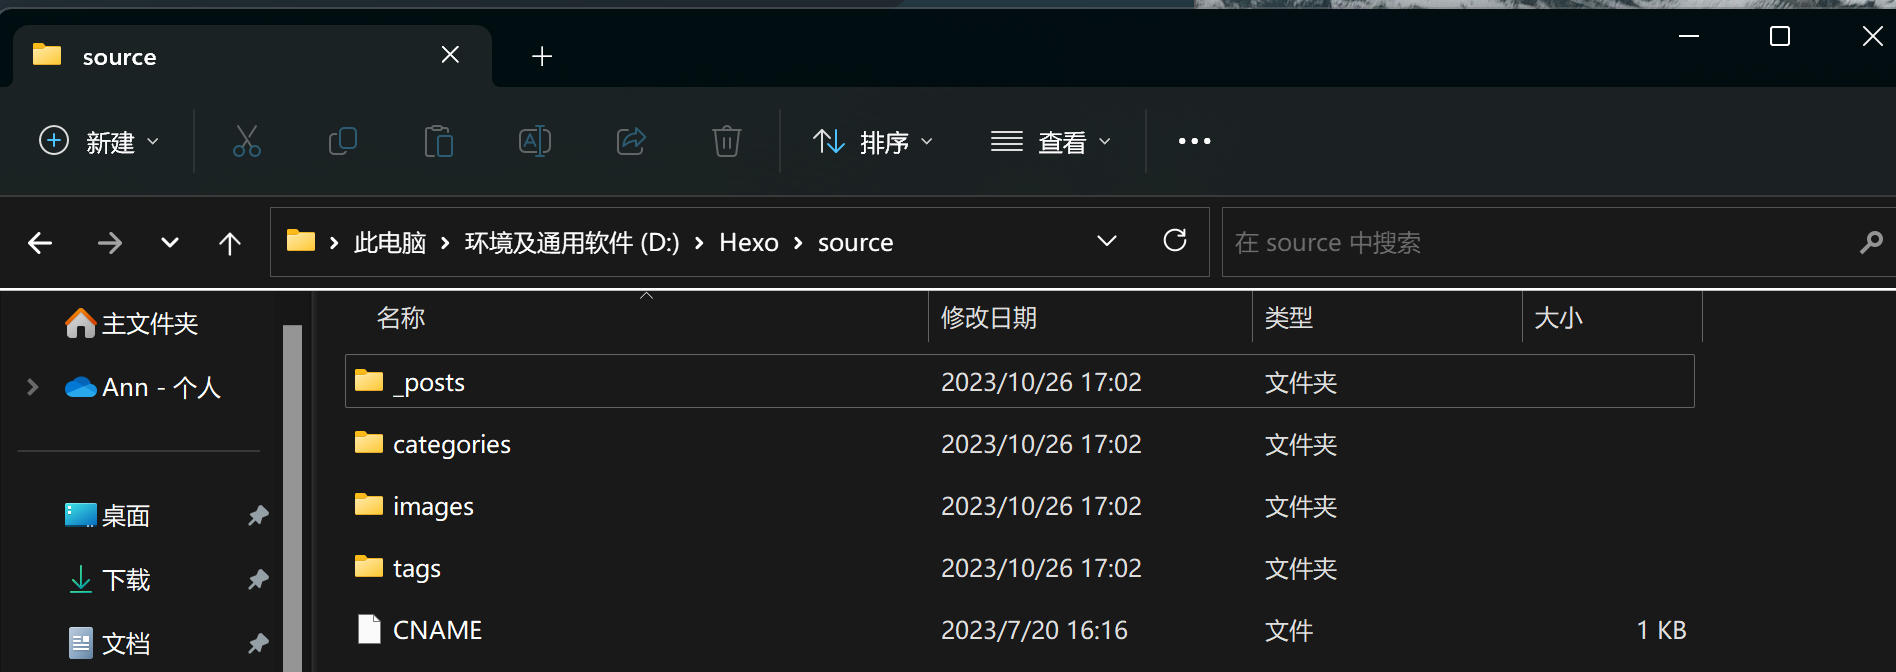 source
新建
排序
查看
此电脑 环境及通用软件 (D:) Hexo source
在 source 中搜索
主文件夹
Ann - 个人
桌面
下载
文档
名称 修改日期 类型 大小
_posts 2023/10/26 17:02 文件夹
categories 2023/10/26 17:02 文件夹
images 2023/10/26 17:02 文件夹
tags 2023/10/26 17:02 文件夹
CNAME 2023/7/20 16:16 文件 1 KB